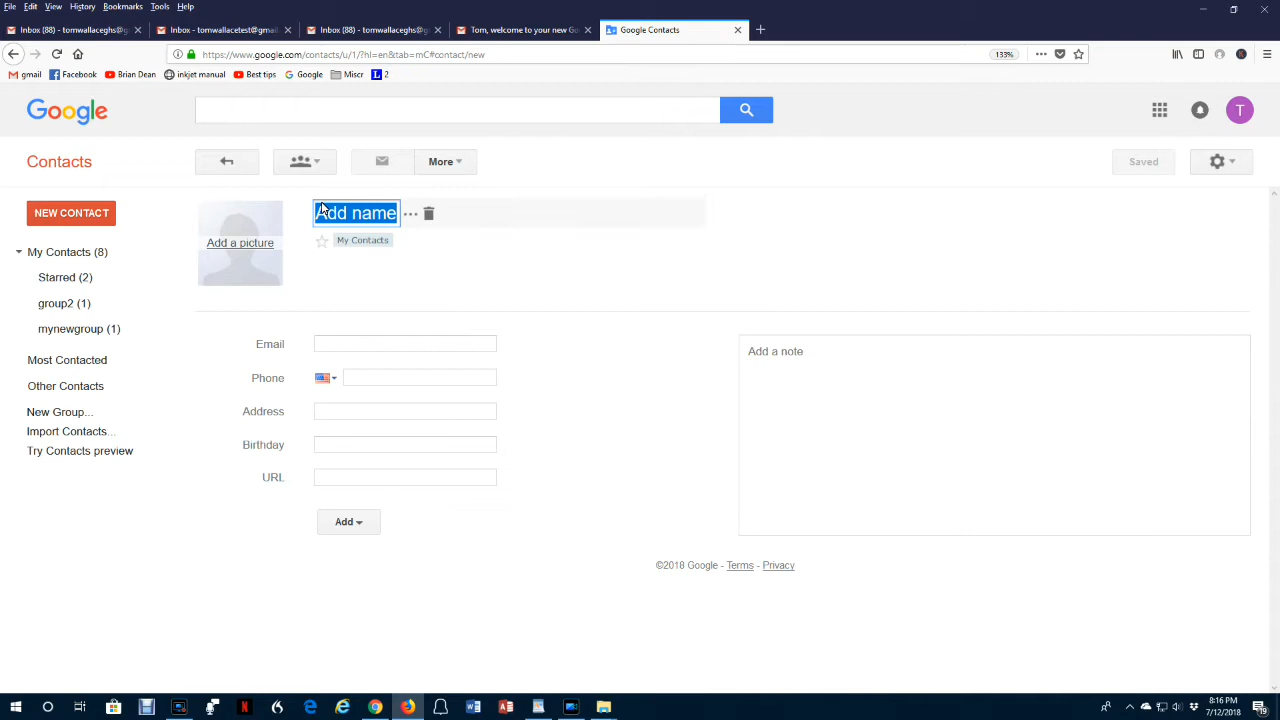 File Edit View History Bookmarks Tools Help
Inbox (88) - tomwallaceghs@g Inbox - tomwallacetest@gmail. Inbox (88) - tomwallaceghs@g Tom, welcome to your new Go Google Contacts
https://www.google.com/contacts/u/1/?hl=en&tab=mC#contact/new 133%
gmail Facebook Brian Dean inkjet manual Best tips Google Miscr 2
Google T
Contacts More Saved
NEW CONTACT Add name
Add a picture My Contacts
My Contacts (8)
Starred (2)
group2 (1)
mynewgroup (1)
Email Add a note
Most Contacted
Phone
Other Contacts
New Group... Address
Import Contacts...
Birthday
Try Contacts preview
URL
Add
©2018 Google - Terms - Privacy
8:16 PM
7/12/2018